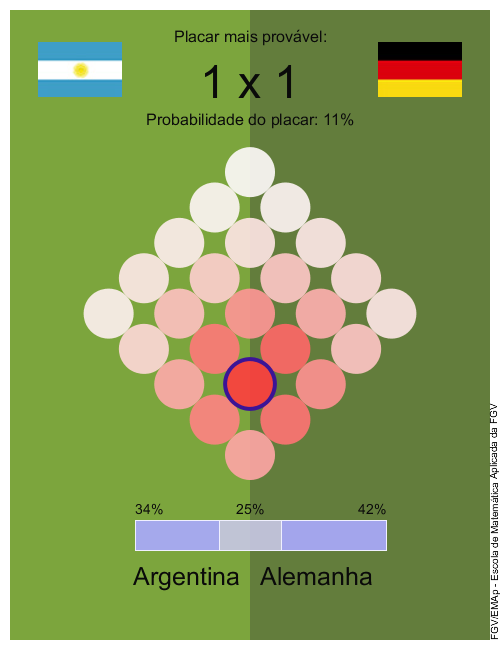 Placar mais provável:
1 x 1
Probabilidade do placar: 11%
34% 25% 42%
Argentina Alemanha
FGV/EMAp - Escola de Matemática Aplicada da FGV